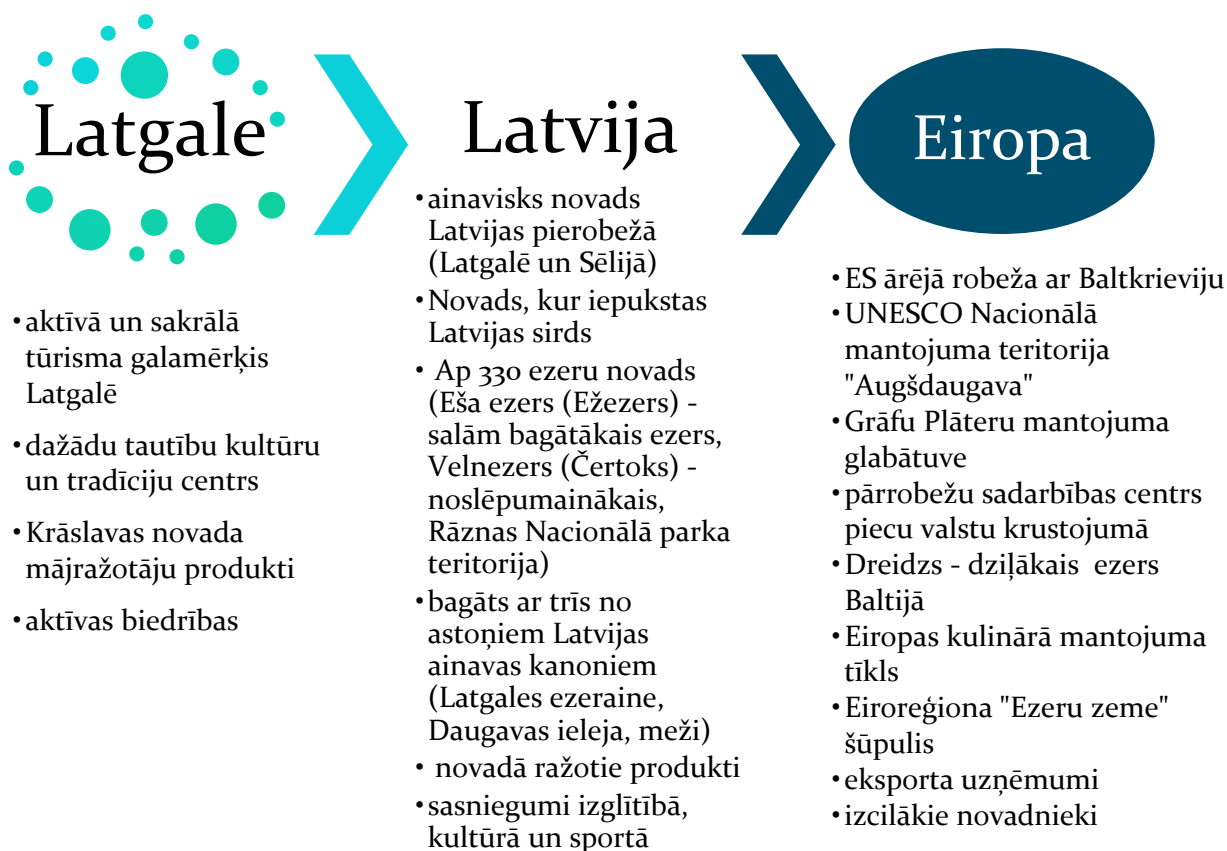 Latgale
•aktīvā un sakrālā
tūrisma galamērķis
Latgalē
•dažādu tautību kultūru
un tradīciju centrs
•Krāslavas novada
mājražotāju produkti
•aktīvas biedrības
Latvija
•ainavisks novads
Latvijas pierobežā
(Latgalē un Sēlijā)
•Novads, kur iepukstas
Latvijas sirds
• Ap 330 ezeru novads
(Eša ezers (Ežezers) -
salām bagātākais ezers,
Velnezers (Čertoks) -
noslēpumainākais,
Rāznas Nacionālā parka
teritorija)
•bagāts ar trīs no
astoņiem Latvijas
ainavas kanoniem
(Latgales ezeraine,
Daugavas ieleja, meži)
• novadā ražotie produkti
•sasniegumi izglītībā,
kultūrā un sportā
Eiropa
•ES ārējā robeža ar Baltkrieviju
•UNESCO Nacionālā
mantojuma teritorija
"Augšdaugava"
•Grāfu Plāteru mantojuma
glabātuve
•pārrobežu sadarbības centrs
piecu valstu krustojumā
•Dreidzs - dziļākais  ezers
Baltijā
•Eiropas kulinārā mantojuma
tīkls
•Eiroreģiona "Ezeru zeme"
šūpulis
•eksporta uzņēmumi
•izcilākie novadnieki